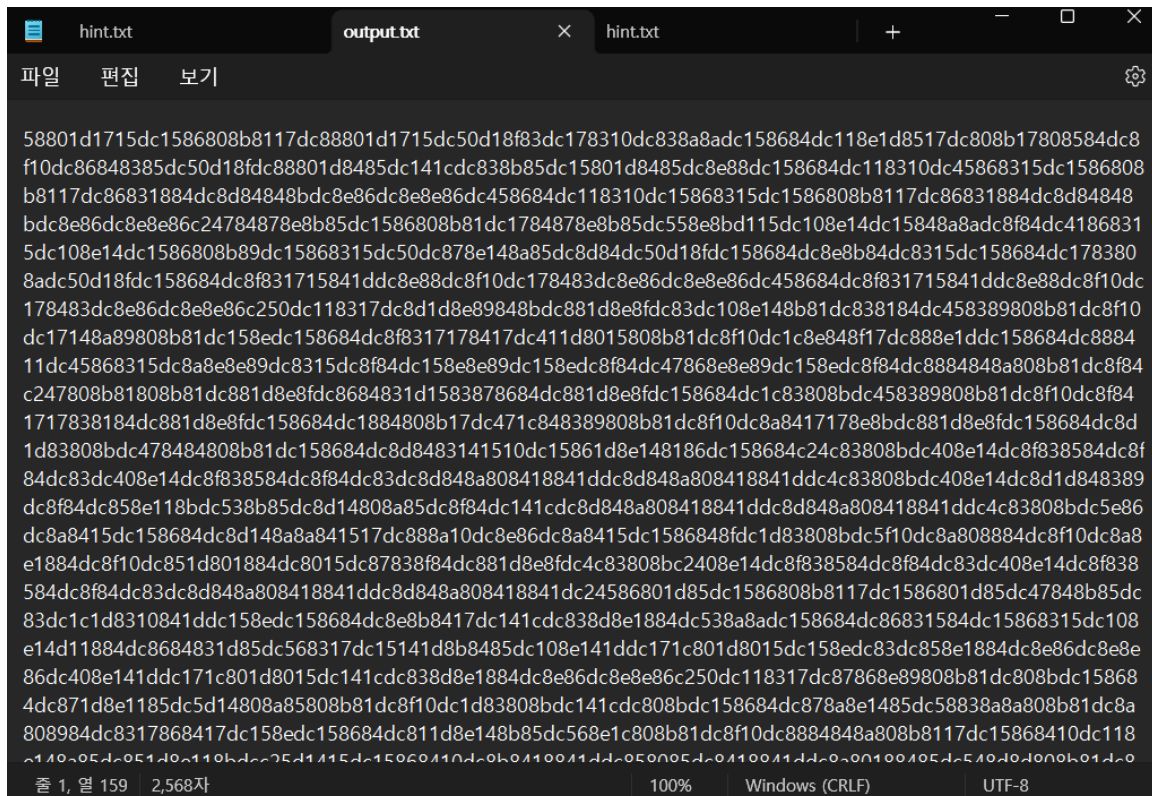 hint.txt
output.txt
hint.txt
파일 편집 보기
58801d1715dc1586808b8117dc88801d1715dc50d18f83dc178310dc838a8adc158684dc118e1d8517dc808b17808584dc8
f10dc86848385dc50d18fdc88801d8485dc141cdc838b85dc15801d8485dc8e88dc158684dc118310dc45868315dc1586808
b8117dc86831884dc8d84848bdc8e86dc8e8e86dc458684dc118310dc15868315dc1586808b8117dc86831884dc8d84848
bdc8e86dc8e8e86c24784878e8b85dc1586808b81dc1784878e8b85dc558e8bd115dc108e14dc15848a8adc8f84dc4186831
5dc108e14dc1586808b89dc15868315dc50dc878e148a85dc8d84dc50d18fdc158684dc8e8b84dc8315dc158684dc178380
8adc50d18fdc158684dc8f831715841ddc8e88dc8f10dc178483dc8e86dc8e8e86dc458684dc8f831715841ddc8e88dc8f10dc
178483dc8e86dc8e8e86c250dc118317dc8d1d8e89848bdc881d8e8fdc83dc108e148b81dc838184dc458389808b81dc8f10
dc17148a89808b81dc158edc158684dc8f8317178417dc411d8015808b81dc8f10dc1c8e848f17dc888e1ddc158684dc8884
11dc45868315dc8a8e8e89dc8315dc8f84dc158e8e89dc158edc8f84dc47868e8e89dc158edc8f84dc8884848a808b81dc8f84
c247808b81808b81dc881d8e8fdc8684831d1583878684dc881d8e8fdc158684dc1c83808bdc458389808b81dc8f10dc8f84
1717838184dc881d8e8fdc158684dc1884808b17dc471c848389808b81dc8f10dc8a8417178e8bdc881d8e8fdc158684dc8d
1d83808bdc478484808b81dc158684dc8d8483141510dc15861d8e148186dc158684c24c83808bdc408e14dc8f838584dc8f
84dc83dc408e14dc8f838584dc8f84dc83dc8d848a808418841ddc8d848a808418841ddc4c83808bdc408e14dc8d1d848389
dc8f84dc858e118bdc538b85dc8d14808a85dc8f84dc141cdc8d848a808418841ddc8d848a808418841ddc4c83808bdc5e86
dc8a8415dc158684dc8d148a8a841517dc888a10dc8e86dc8a8415dc1586848fdc1d83808bdc5f10dc8a808884dc8f10dc8a8
e1884dc8f10dc851d801884dc8015dc87838f84dc881d8e8fdc4c83808bc2408e14dc8f838584dc8f84dc83dc408e14dc8f838
584dc8f84dc83dc8d848a808418841ddc8d848a808418841dc24586801d85dc1586808b8117dc1586801d85dc47848b85dc
83dc1c1d8310841ddc158edc158684dc8e8b8417dc141cdc838d8e1884dc538a8adc158684dc86831584dc15868315dc108
e14d11884dc8684831d85dc568317dc15141d8b8485dc108e141ddc171c801d8015dc158edc83dc858e1884dc8e86dc8e8e
86dc408e141ddc171c801d8015dc141cdc838d8e1884dc8e86dc8e8e86c250dc118317dc87868e89808b81dc808bdc15868
4dc871d8e1185dc5d14808a85808b81dc8f10dc1d83808bdc141cdc808bdc158684dc878a8e1485dc58838a8a808b81dc8a
808984dc8317868417dc158edc158684dc811d8e148b85dc568e1c808b81dc8f10dc8884848a808b8117dc15868410dc118
줄 1, 열 159 2,568자 100% Windows (CRLF) UTF-8